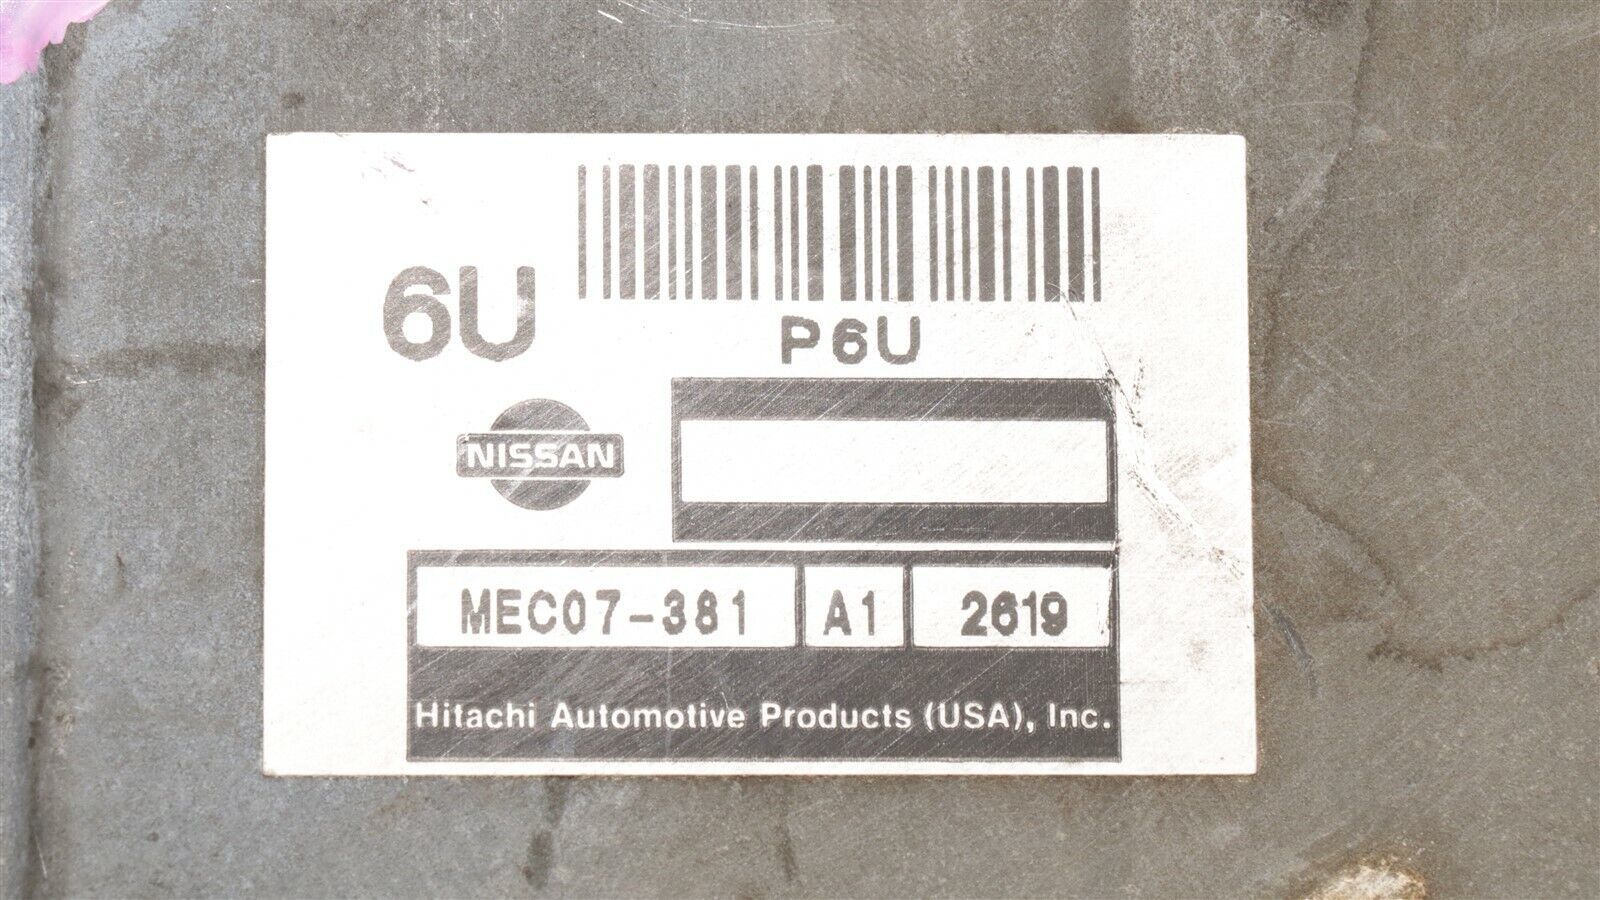 6U
P6U
NISSAN
MEC07-381 A1 2619
Hitachi Automotive Products (USA), Inc.